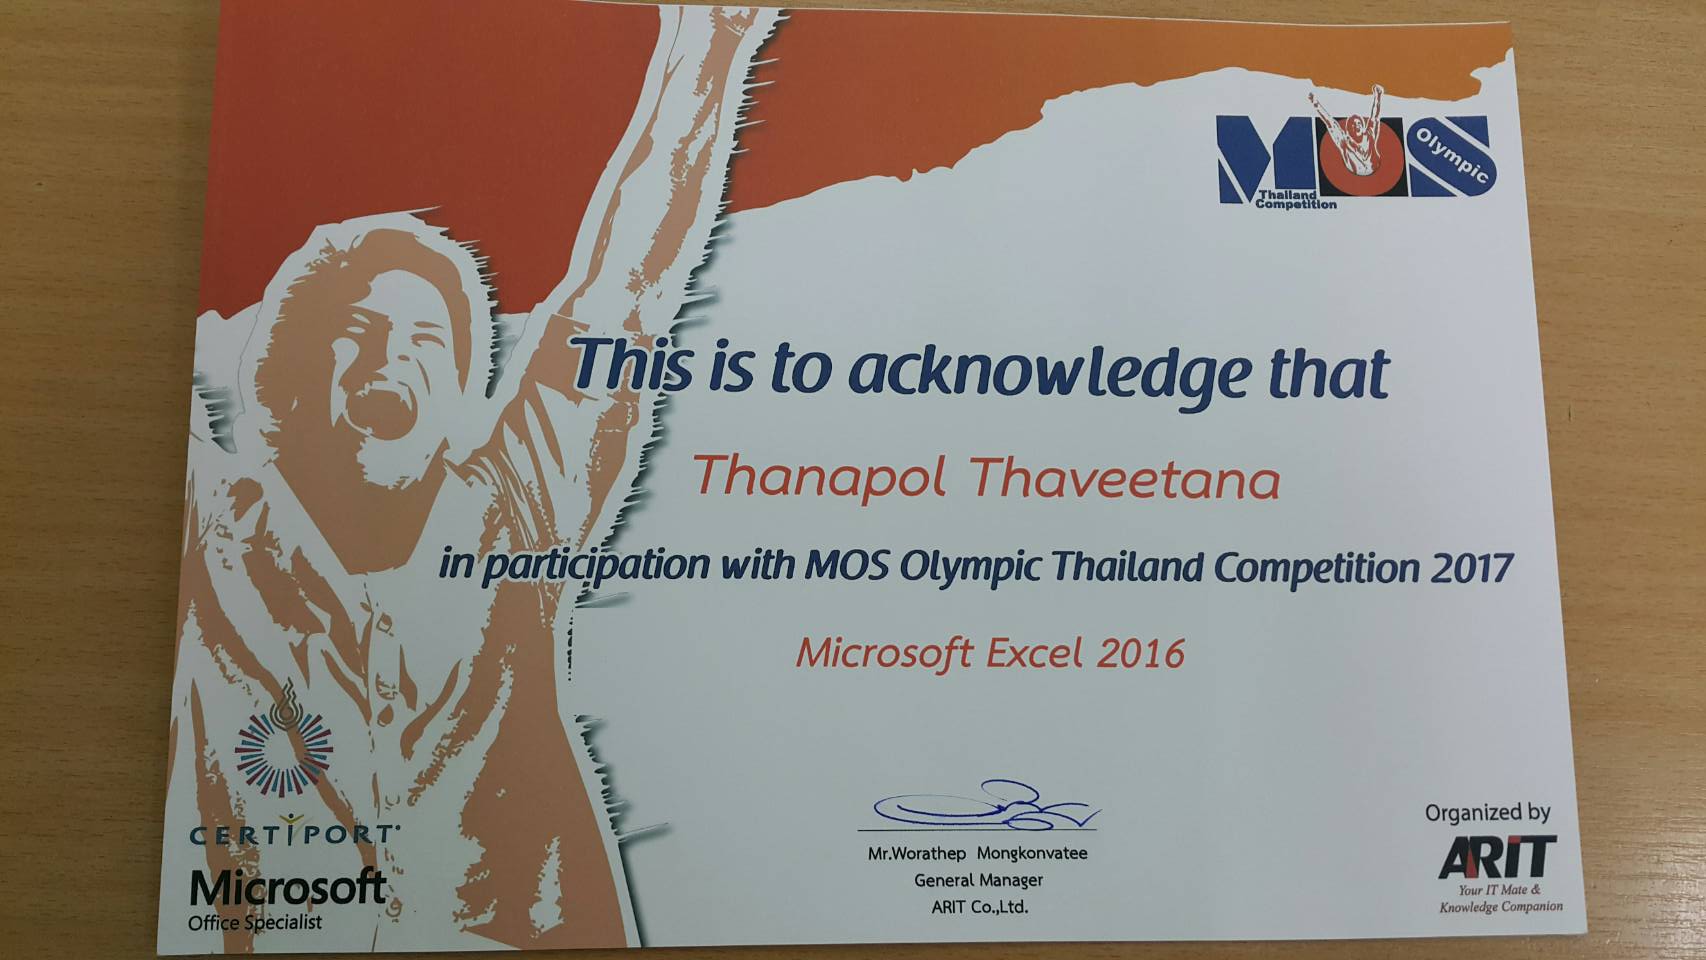 MOS
Olympic
Thailand
Competition
This is to acknowledge that
Thanapol Thaveetana
in participation with MOS Olympic Thailand Competition 2017
Microsoft Excel 2016
CERTIPORT
Microsoft
Office Specialist
Mr.Worathep Mongkonvatee
General Manager
ARIT Co.,Ltd.
Organized by
ARIT
Your IT Mate &
Knowledge Companion